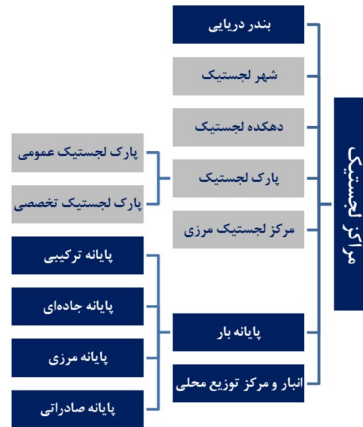 مراکز لجستیک
بندر دریایی
شهر لجستیک
دهکده لجستیک
پارک لجستیک
پارک لجستیک عمومی
پارک لجستیک تخصصی
مرکز لجستیک مرزی
پایانه بار
پایانه ترکیبی
پایانه جاده‌ای
پایانه مرزی
پایانه صادراتی
انبار و مرکز توزیع محلی